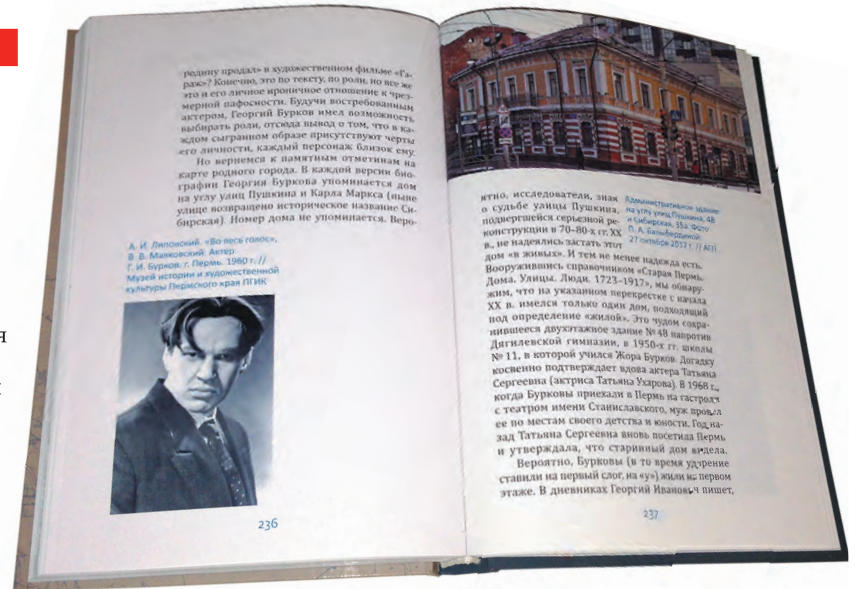 родину продал» в художественном фильме «Га-
раж»? Конечно, это по тексту, по роли, но все же
это и его личное ироничное отношение к чрез-
мерной пафосности. Будучи востребованным
актером, Георгий Бурков имел возможность
выбирать роли, отсюда вывод о том, что в ка-
ждом сыгранном образе присутствуют черты
его личности, каждый персонаж близок ему.
Но вернемся к памятным отметинам на
карте родного города. В каждой версии био-
графии Георгия Буркова упоминается дом
на углу улиц Пушкина и Карла Маркса (ныне
улице возвращено историческое название Си-
бирская). Номер дома не упоминается. Веро-
А. И. Липовский. «Во весь голос»,
В. В. Маяковский. Актер
Г. И. Бурков. г. Пермь. 1960 г. //
Музей истории и художественной
культуры Пермского края ПГИК
236
ятно, исследователи, зная
о судьбе улицы Пушкина,
подвергшейся серьезной ре-
конструкции в 70–80-х гг. XX
в., не надеялись застать этот
дом «в живых». И тем не менее надежда есть.
Вооружившись справочником «Старая Пермь.
Дома. Улицы. Люди. 1723–1917», мы обнару-
жим, что на указанном перекрестке с начала
XX в. имелся только один дом, подходящий
под определение «жилой». Это чудом сохра-
нившееся двухэтажное здание № 48 напротив
Дягилевской гимназии, в 1950-х гг. школы
№ 11, в которой учился Жора Бурков. Догадку
косвенно подтверждает вдова актера Татьяна
Сергеевна (актриса Татьяна Ухарова). В 1968 г.,
когда Бурковы приехали в Пермь на гастроли
с театром имени Станиславского, муж провел
ее по местам своего детства и юности. Год на-
зад Татьяна Сергеевна вновь посетила Пермь
и утверждала, что старинный дом видела.
Вероятно, Бурковы (в то время ударение
ставили на первый слог, на «у») жили на первом
этаже. В дневниках Георгий Иванович пишет,
Административное здание
на углу улиц Пушкина, 48
и Сибирская, 35а. Фото
П. А. Балыбердиной.
27 октября 2017 г. // АГП
237
я